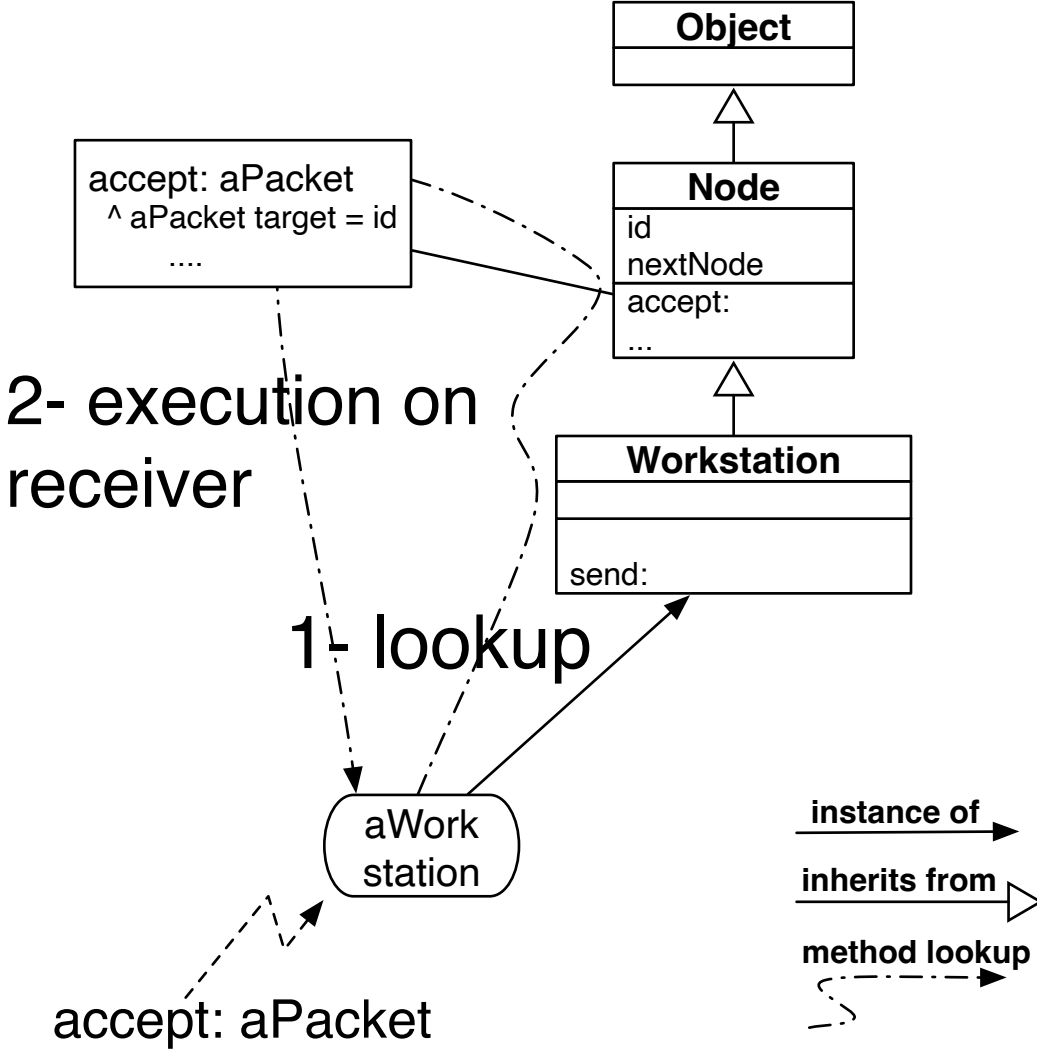 Object
Node
id
nextNode
accept:
...
accept: aPacket
^ aPacket target = id
....
2- execution on
receiver
Workstation
send:
1- lookup
aWork
station
accept: aPacket
instance of
inherits from
method lookup